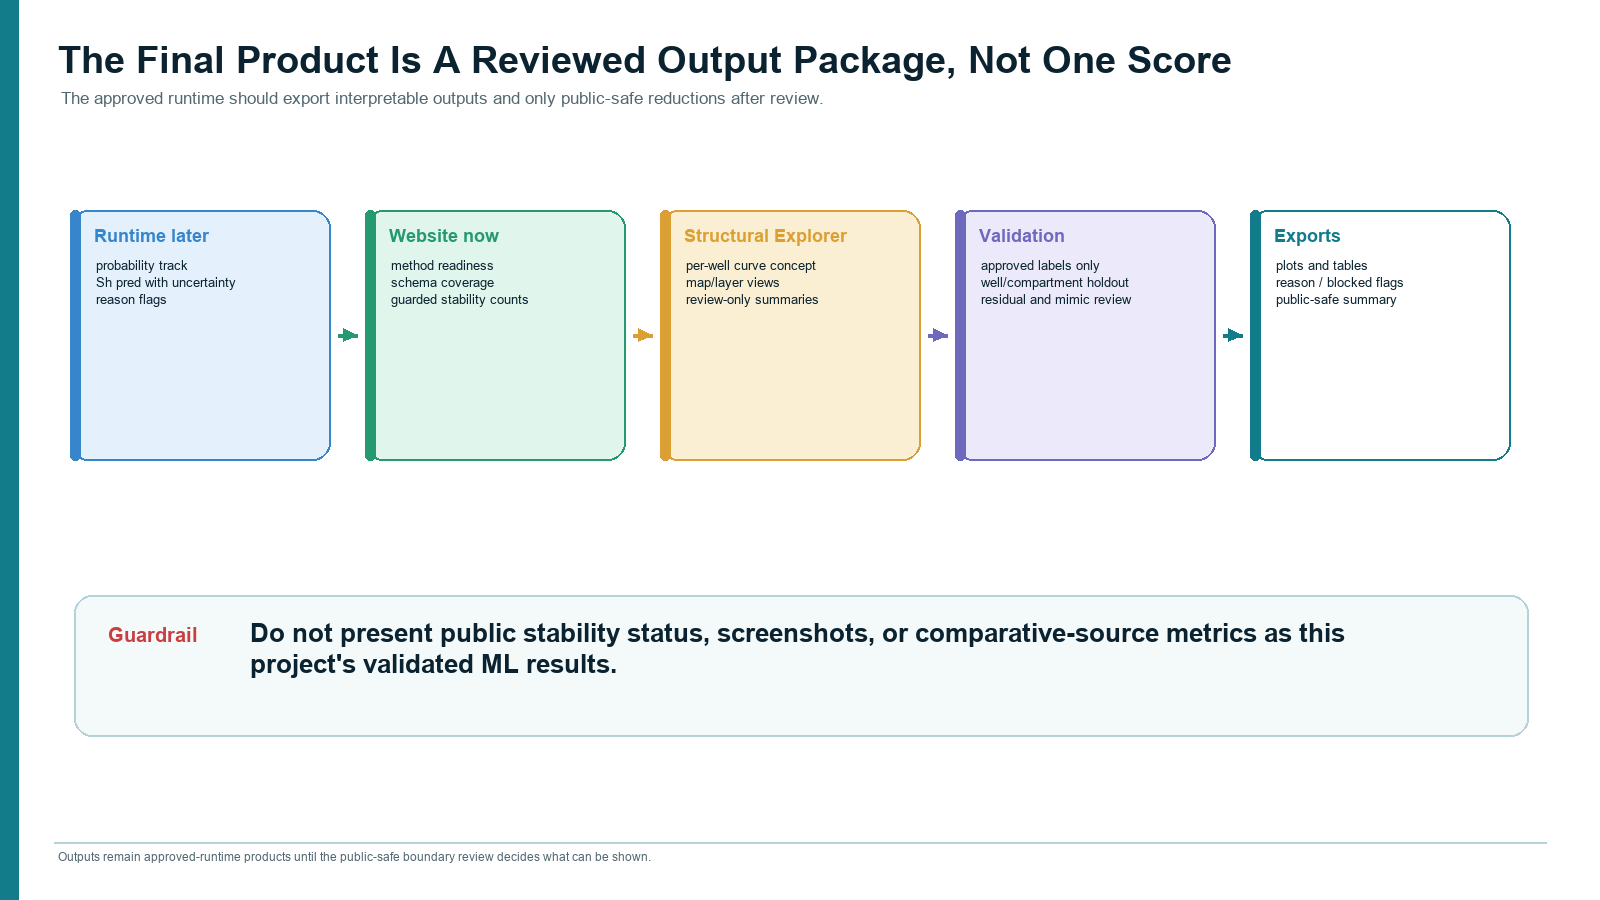 The Final Product Is A Reviewed Output Package, Not One Score
The approved runtime should export interpretable outputs and only public-safe reductions after review.
Runtime later
probability track
Sh pred with uncertainty
reason flags
Website now
method readiness
schema coverage
guarded stability counts
Structural Explorer
per-well curve concept
map/layer views
review-only summaries
Validation
approved labels only
well/compartment holdout
residual and mimic review
Exports
plots and tables
reason / blocked flags
public-safe summary
Guardrail
Do not present public stability status, screenshots, or comparative-source metrics as this
project's validated ML results.
Outputs remain approved-runtime products until the public-safe boundary review decides what can be shown.